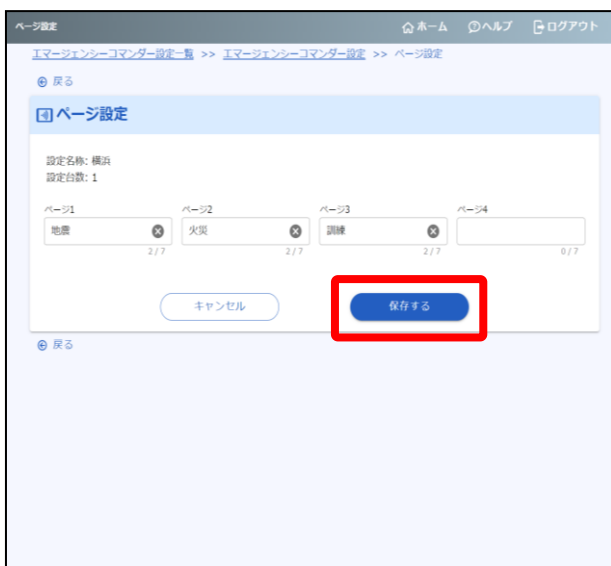 ページ設定 ホーム ヘルプ ログアウト
エマージェンシーコマンダー設定一覧 >> エマージェンシーコマンダー設定 >> ページ設定
戻る
ページ設定
設定名称: 横浜
設定台数: 1
ページ1 ページ2 ページ3 ページ4
地震 火災 訓練
2/7 2/7 2/7 0/7
キャンセル 保存する
戻る